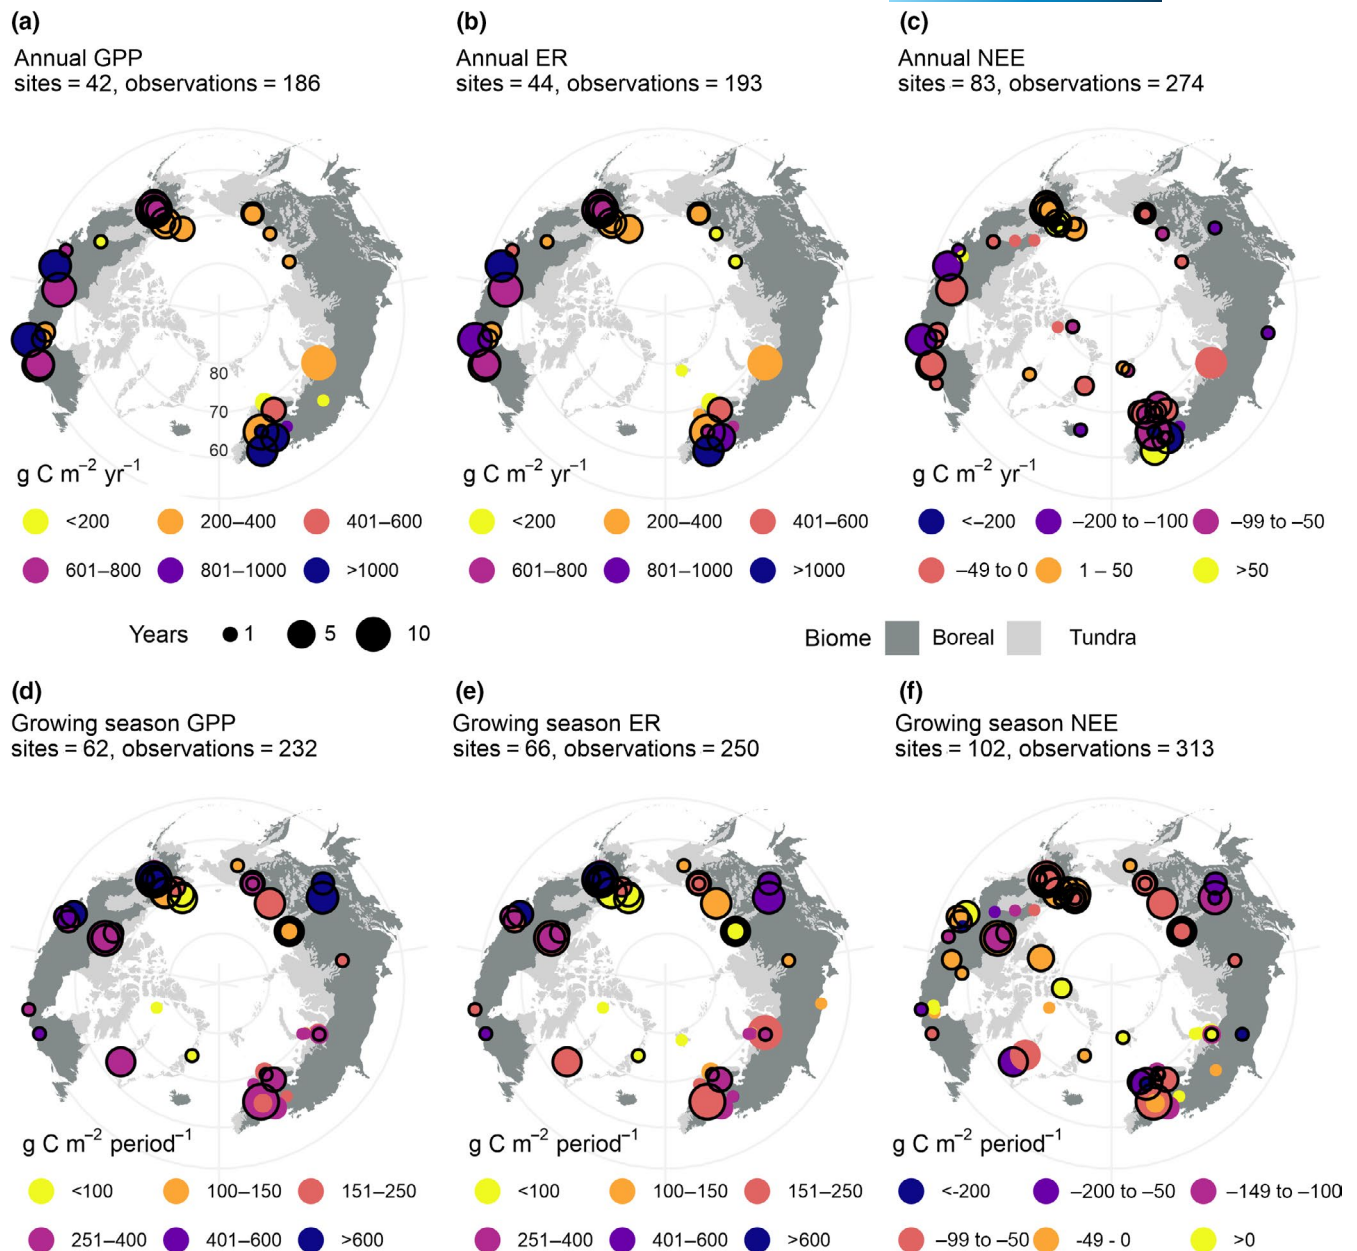 (a)
Annual GPP
sites = 42, observations = 186
(b)
Annual ER
sites = 44, observations = 193
(c)
Annual NEE
sites = 83, observations = 274
80
70
60
g C m⁻² yr⁻¹
<200 200–400 401–600
601–800 801–1000 >1000
g C m⁻² yr⁻¹
<200 200–400 401–600
601–800 801–1000 >1000
g C m⁻² yr⁻¹
<-200 –200 to –100 –99 to –50
–49 to 0 1 – 50 >50
Years 1 5 10
Biome Boreal Tundra
(d)
Growing season GPP
sites = 62, observations = 232
(e)
Growing season ER
sites = 66, observations = 250
(f)
Growing season NEE
sites = 102, observations = 313
g C m⁻² period⁻¹
<100 100–150 151–250
251–400 401–600 >600
g C m⁻² period⁻¹
<100 100–150 151–250
251–400 401–600 >600
g C m⁻² period⁻¹
<-200 –200 to –50 –149 to –100
–99 to –50 -49 - 0 >0